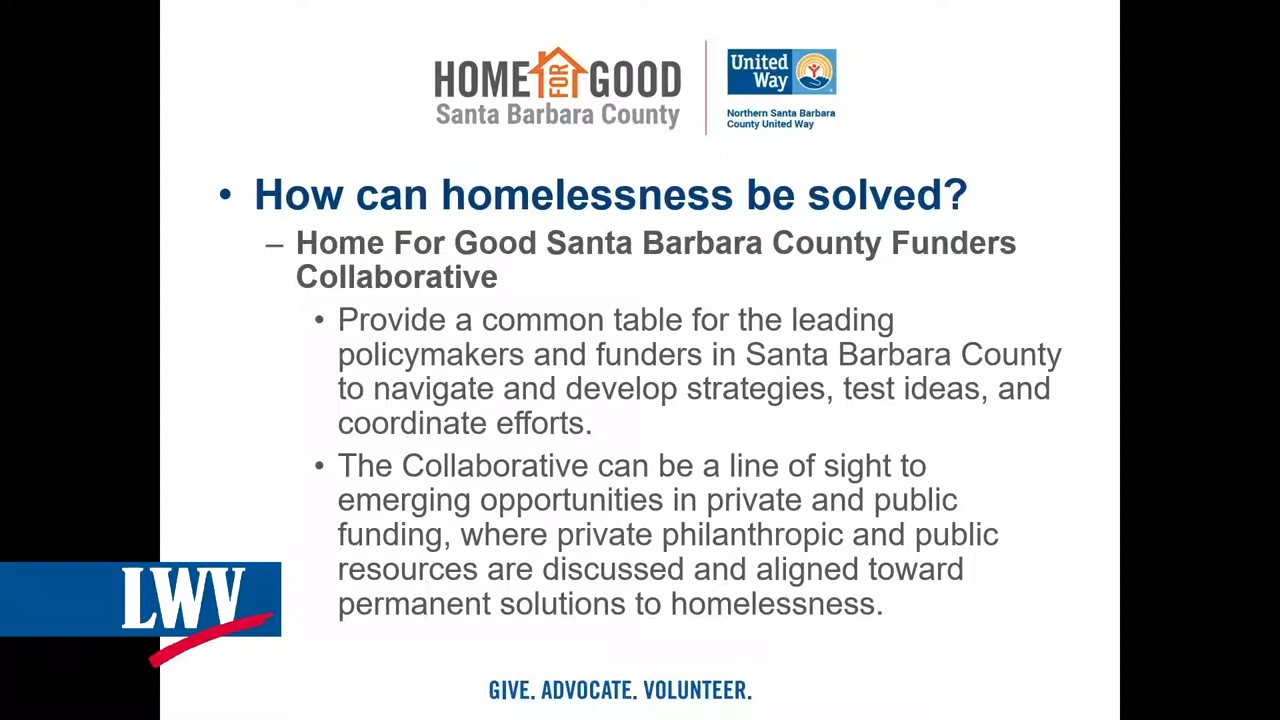 HOME FOR GOOD
Santa Barbara County
United
Way
Northern Santa Barbara
County United Way
• How can homelessness be solved?
– Home For Good Santa Barbara County Funders
Collaborative
• Provide a common table for the leading
policymakers and funders in Santa Barbara County
to navigate and develop strategies, test ideas, and
coordinate efforts.
• The Collaborative can be a line of sight to
emerging opportunities in private and public
funding, where private philanthropic and public
resources are discussed and aligned toward
permanent solutions to homelessness.
LWV
GIVE. ADVOCATE. VOLUNTEER.